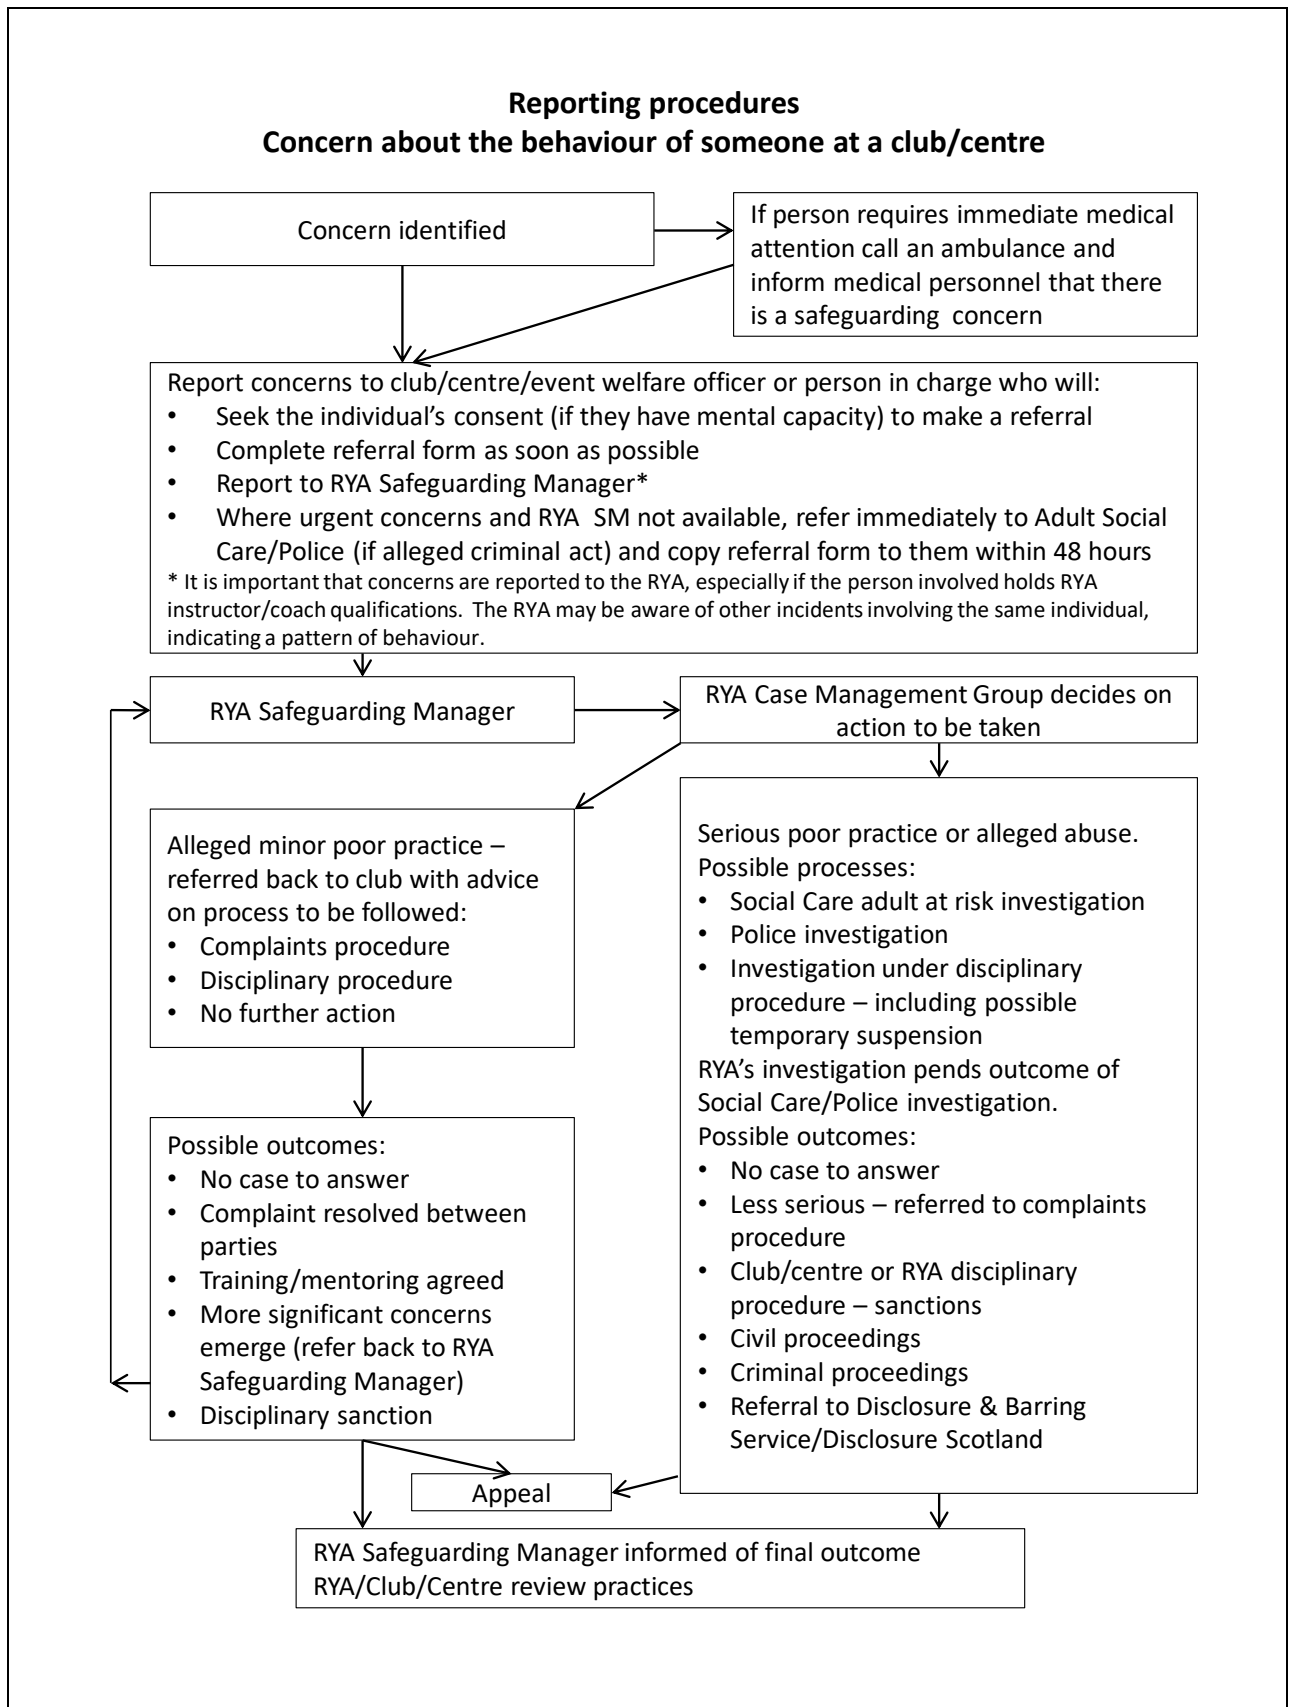 Reporting procedures
Concern about the behaviour of someone at a club/centre
Concern identified
If person requires immediate medical
attention call an ambulance and
inform medical personnel that there
is a safeguarding concern
Report concerns to club/centre/event welfare officer or person in charge who will:
• Seek the individual’s consent (if they have mental capacity) to make a referral
• Complete referral form as soon as possible
• Report to RYA Safeguarding Manager*
• Where urgent concerns and RYA SM not available, refer immediately to Adult Social
Care/Police (if alleged criminal act) and copy referral form to them within 48 hours
* It is important that concerns are reported to the RYA, especially if the person involved holds RYA
instructor/coach qualifications. The RYA may be aware of other incidents involving the same individual,
indicating a pattern of behaviour.
RYA Safeguarding Manager
RYA Case Management Group decides on
action to be taken
Alleged minor poor practice –
referred back to club with advice
on process to be followed:
• Complaints procedure
• Disciplinary procedure
• No further action
Serious poor practice or alleged abuse.
Possible processes:
• Social Care adult at risk investigation
• Police investigation
• Investigation under disciplinary
procedure – including possible
temporary suspension
RYA’s investigation pends outcome of
Social Care/Police investigation.
Possible outcomes:
• No case to answer
• Less serious – referred to complaints
procedure
• Club/centre or RYA disciplinary
procedure – sanctions
• Civil proceedings
• Criminal proceedings
• Referral to Disclosure & Barring
Service/Disclosure Scotland
Possible outcomes:
• No case to answer
• Complaint resolved between
parties
• Training/mentoring agreed
• More significant concerns
emerge (refer back to RYA
Safeguarding Manager)
• Disciplinary sanction
Appeal
RYA Safeguarding Manager informed of final outcome
RYA/Club/Centre review practices